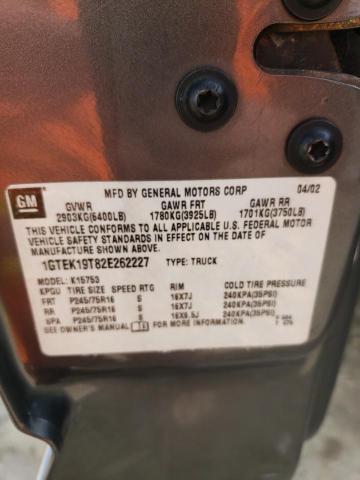 GM
MFD BY GENERAL MOTORS CORP 04/02
GVWR GAWR FRT GAWR RR
2903KG(6400LB) 1780KG(3925LB) 1701KG(3750LB)
THIS VEHICLE CONFORMS TO ALL APPLICABLE U.S. FEDERAL MOTOR
VEHICLE SAFETY STANDARDS IN EFFECT ON THE DATE OF
MANUFACTURE SHOWN ABOVE.
1GTEK19T82E262227 TYPE: TRUCK
MODEL: K15753
KPGU TIRE SIZE SPEED RTG RIM COLD TIRE PRESSURE
FRT P245/75R16 S 16X7J 240KPA(35PSI)
RR P245/75R16 S 16X7J 240KPA(35PSI)
SPA P245/75R16 S 16X6.5J 240KPA(35PSI)
SEE OWNER'S MANUAL FOR ADDITIONAL INFORMATION